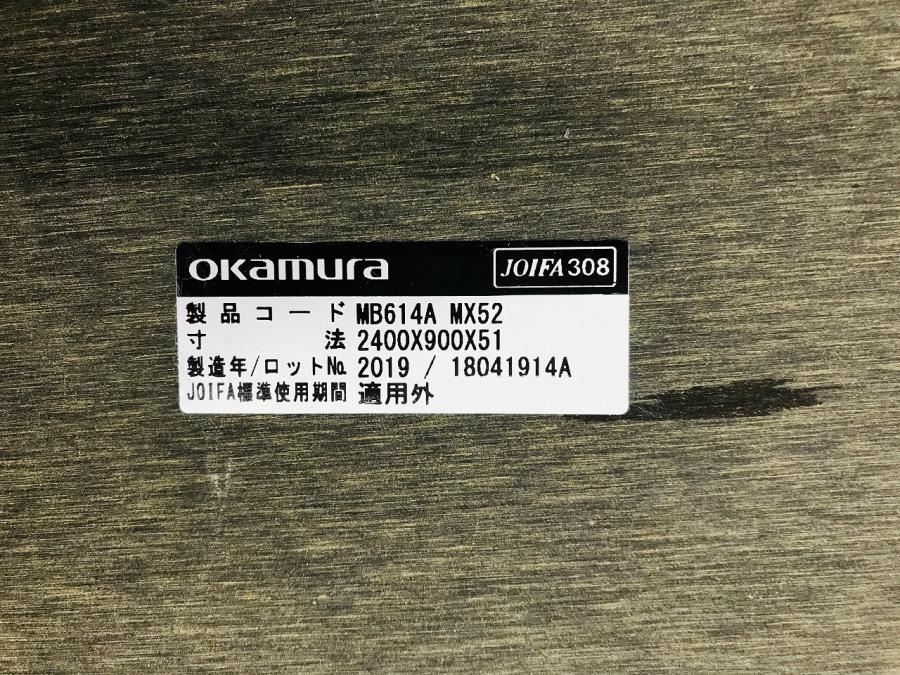 okamura JOIFA308
製品コード MB614A MX52
寸法 2400X900X51
製造年/ロット№ 2019 / 18041914A
JOIFA標準使用期間 適用外